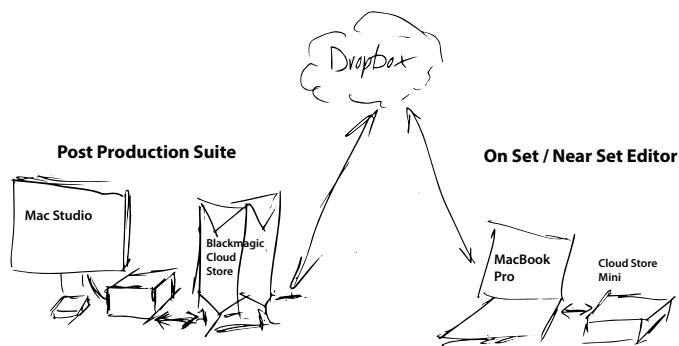 Dropbox
Post Production Suite
On Set / Near Set Editor
Mac Studio
Blackmagic
Cloud
Store
MacBook
Pro
Cloud Store
Mini